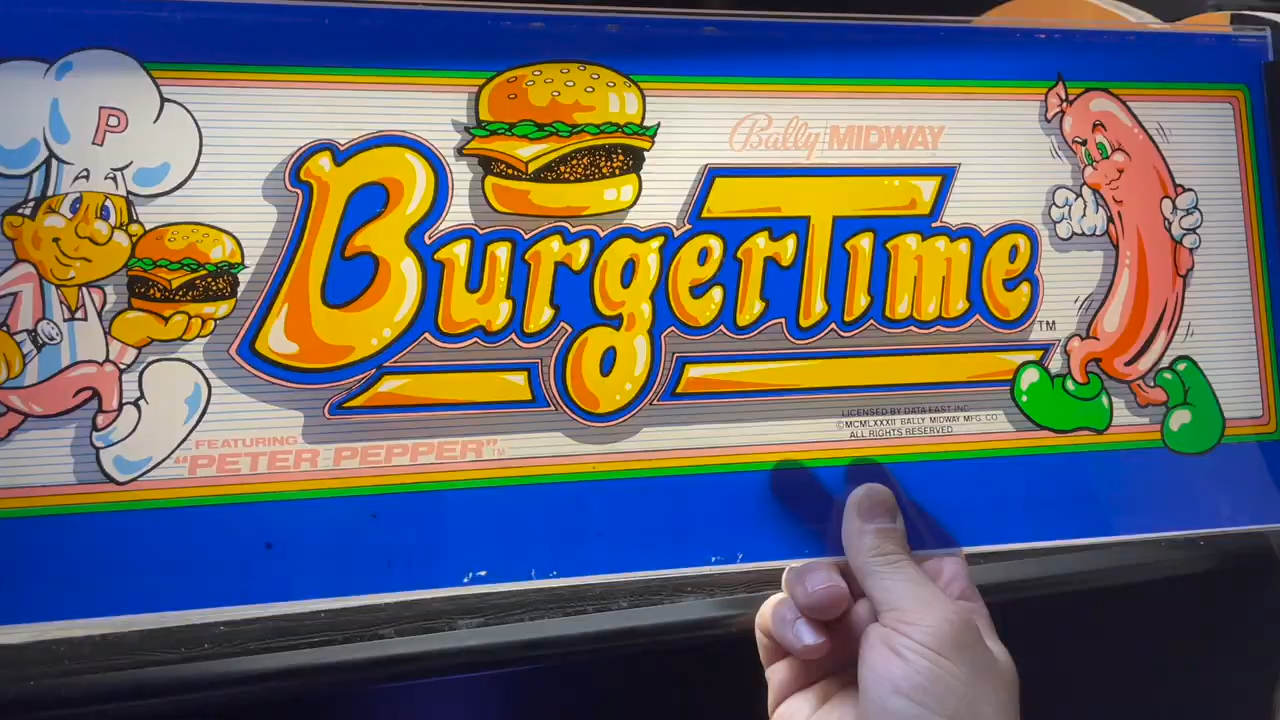 P
Bally MIDWAY
BurgerTime™
LICENSED BY DATA EAST INC.
©MCMLXXXII BALLY MIDWAY MFG. CO
ALL RIGHTS RESERVED
FEATURING
"PETER PEPPER"™